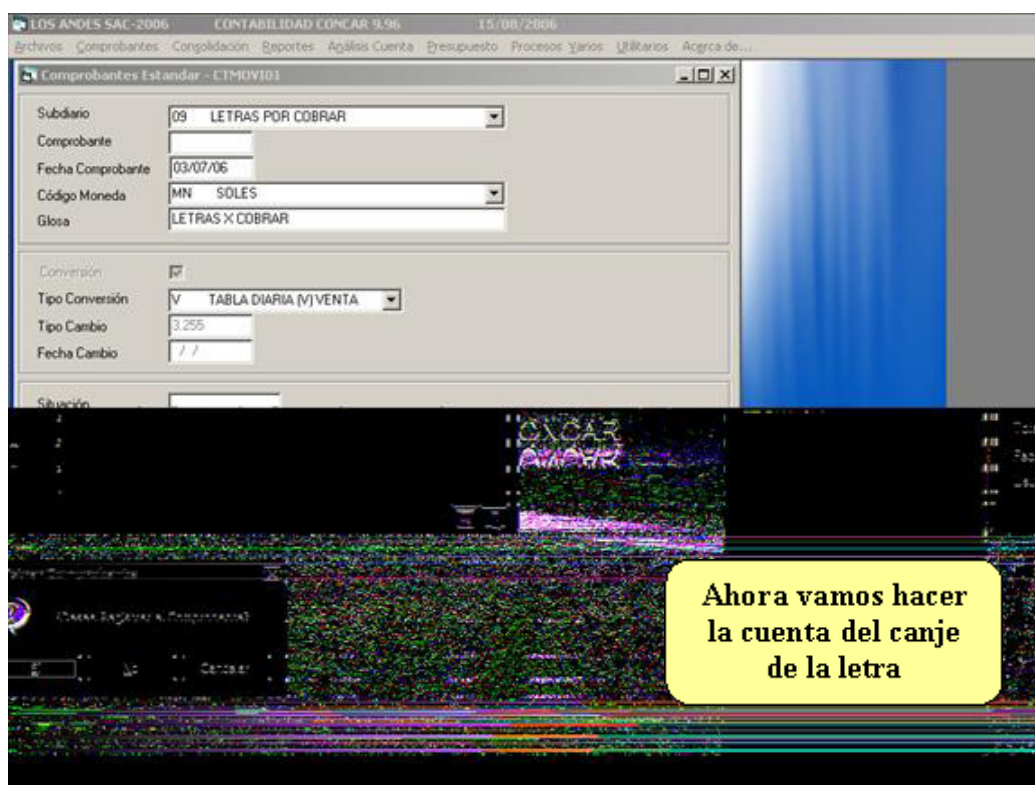 LOS ANDES SAC-2006 CONTABILIDAD CONCAR 9.96 15/08/2006
Archivos Comprobantes Consolidación Reportes Análisis Cuenta Presupuesto Procesos Varios Utilitarios Acerca de...
Comprobantes Estandar - CTMOVI01
Subdiario 09 LETRAS POR COBRAR
Comprobante
Fecha Comprobante 03/07/06
Código Moneda MN SOLES
Glosa LETRAS X COBRAR
Conversión
Tipo Conversión V TABLA DIARIA (V) VENTA
Tipo Cambio 3.255
Fecha Cambio / /
Situación
No Cancelar
Ahora vamos hacer
la cuenta del canje
de la letra